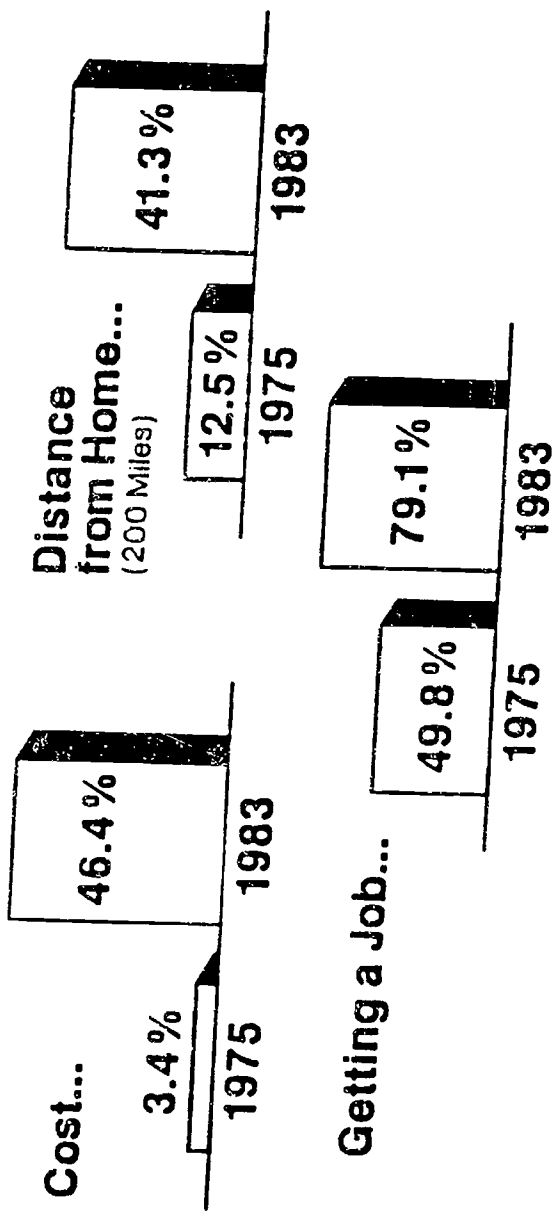 Cost...
3.4%
46.4%
1975
1983
Distance
from Home...
(200 Miles)
12.5%
41.3%
1975
1983
Getting a Job...
49.8%
79.1%
1975
1983